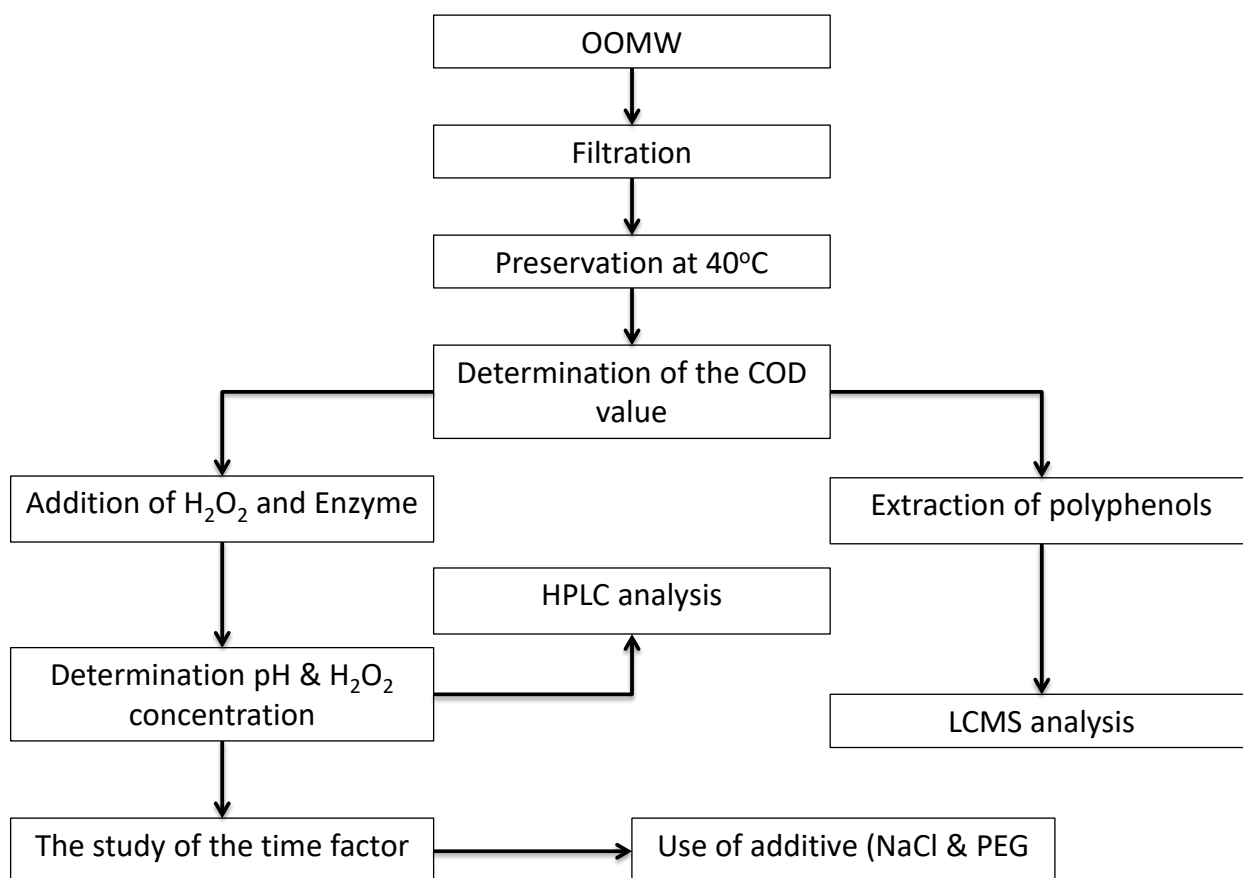 OOMW
Filtration
Preservation at 40ºC
Determination of the COD
value
Addition of H₂O₂ and Enzyme
Extraction of polyphenols
HPLC analysis
Determination pH & H₂O₂
concentration
LCMS analysis
The study of the time factor
Use of additive (NaCl & PEG